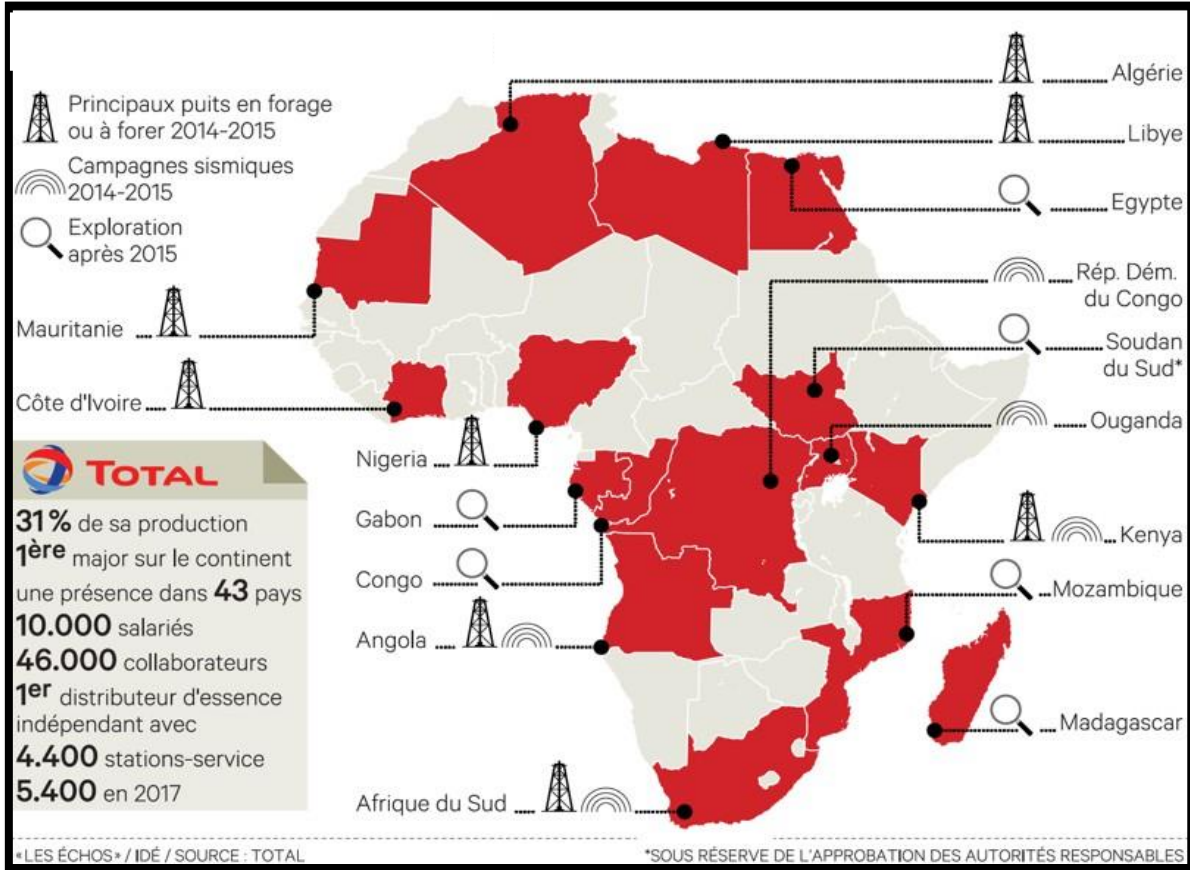 Principaux puits en forage
ou à forer 2014-2015
Campagnes sismiques
2014-2015
Exploration
après 2015
Mauritanie
Côte d'Ivoire
TOTAL
31% de sa production
1ère major sur le continent
une présence dans 43 pays
10.000 salariés
46.000 collaborateurs
1er distributeur d'essence
indépendant avec
4.400 stations-service
5.400 en 2017
Nigeria
Gabon
Congo
Angola
Afrique du Sud
Algérie
Libye
Egypte
Rép. Dém.
du Congo
Soudan
du Sud*
Ouganda
Kenya
Mozambique
Madagascar
«LES ÉCHOS» / IDÉ / SOURCE : TOTAL
*SOUS RÉSERVE DE L'APPROBATION DES AUTORITÉS RESPONSABLES